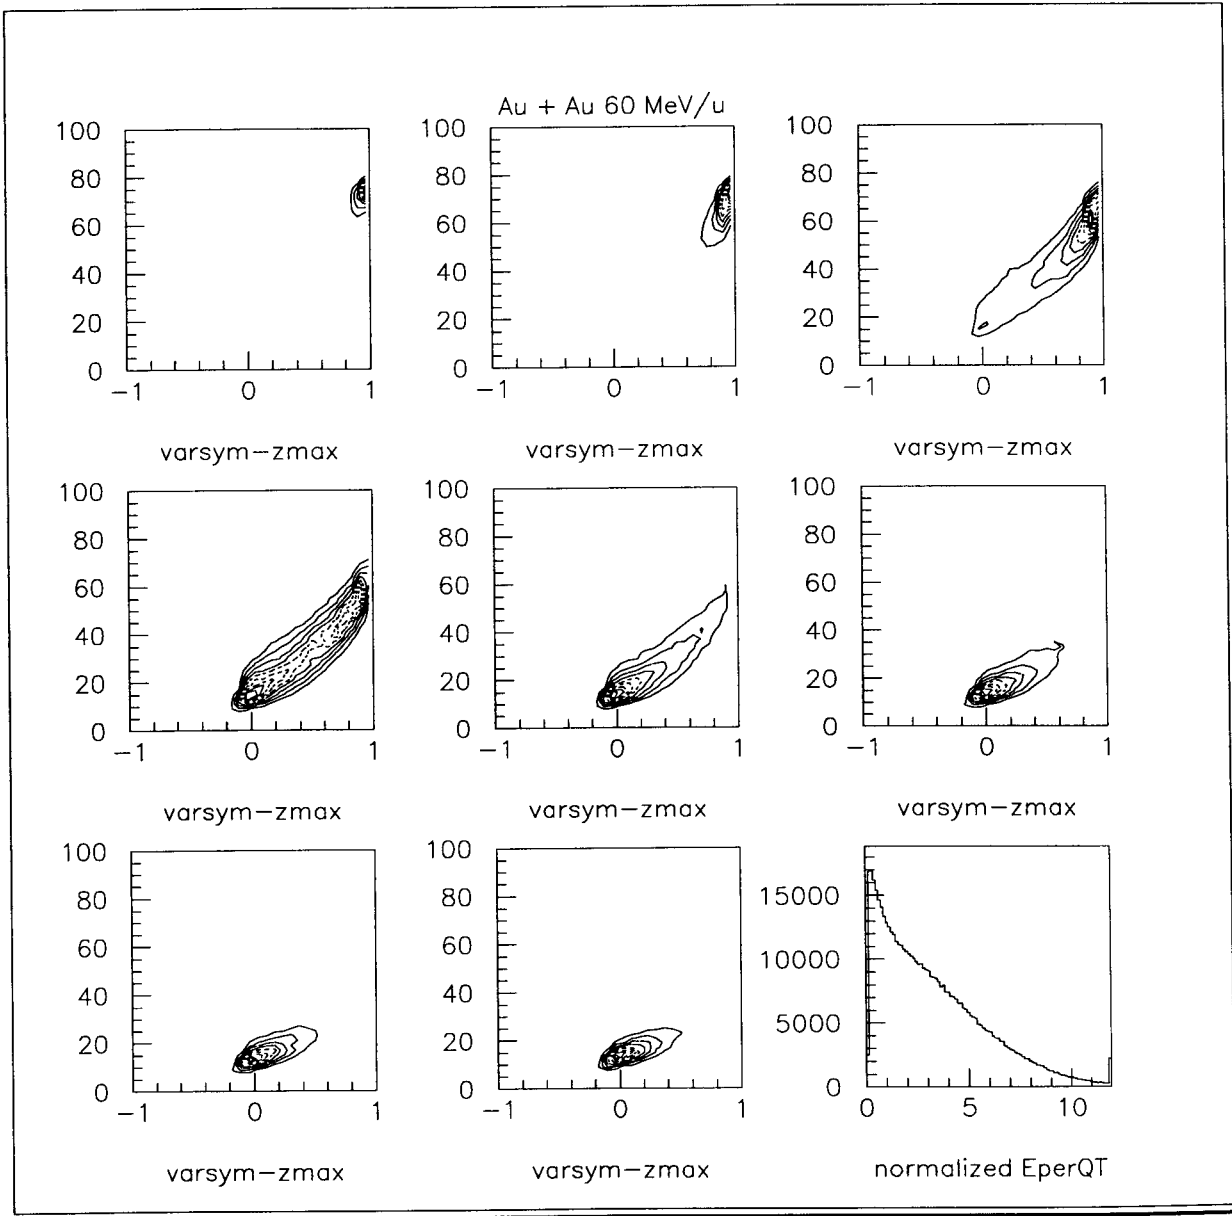 Au + Au 60 MeV/u
100 100 100
80 80 80
60 60 60
40 40 40
20 20 20
0 0 0
−1 0 1 −1 0 1 −1 0 1
varsym−zmax varsym−zmax varsym−zmax
100 100 100
80 80 80
60 60 60
40 40 40
20 20 20
0 0 0
−1 0 1 −1 0 1 −1 0 1
varsym−zmax varsym−zmax varsym−zmax
100 100
80 80 15000
60 60 10000
40 40
20 20 5000
0 0 0
−1 0 1 −1 0 1 0 5 10
varsym−zmax varsym−zmax normalized EperQT